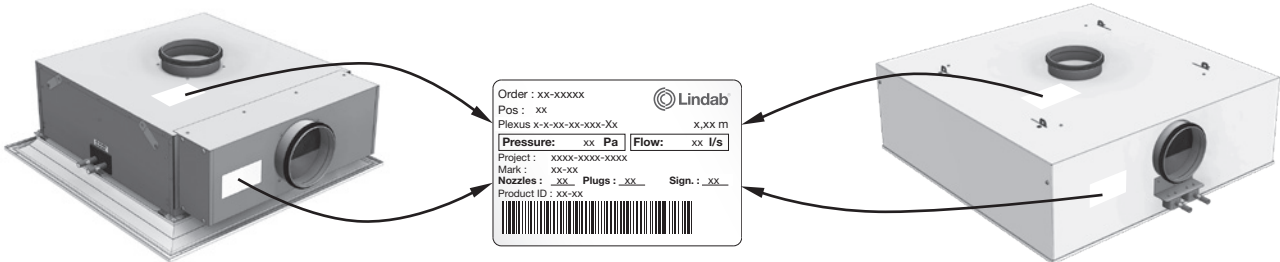 Order : xx-xxxxx
Lindab
Pos : xx
Plexus x-x-xx-xx-xxx-Xx x,xx m
Pressure: xx Pa Flow: xx l/s
Project : xxxx-xxxx-xxxx
Mark : xx-xx
Nozzles : xx Plugs : xx Sign. : xx
Product ID : xx-xx